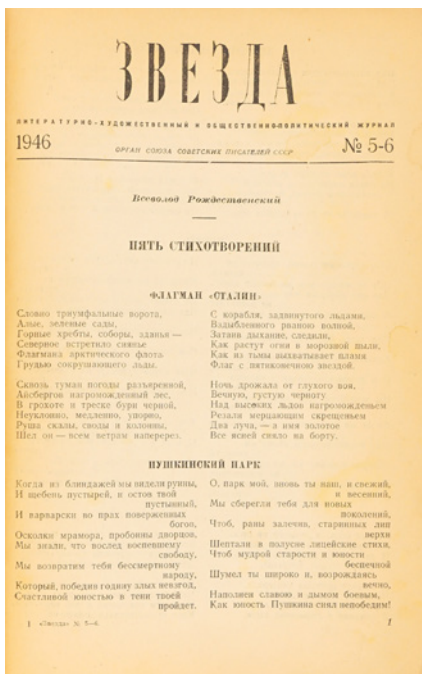 ЗВЕЗДА
ЛИТЕРАТУРНО-ХУДОЖЕСТВЕННЫЙ И ОБЩЕСТВЕННО-ПОЛИТИЧЕСКИЙ ЖУРНАЛ
1946
ОРГАН СОЮЗА СОВЕТСКИХ ПИСАТЕЛЕЙ СССР
№ 5-6
Всеволод Рождественский
ПЯТЬ СТИХОТВОРЕНИЙ
ФЛАГМАН «СТАЛИН»
Словно триумфальные ворота,
Алые, зеленые сады,
Горные хребты, соборы, зданья —
Северное встретило сиянье
Флагмана арктического флота
Грудью сокрушающего льды.
Сквозь туман погоды разъяренной,
Айсбергов нагроможденный лес,
В грохоте и треске бури черной,
Неуклонно, медленно, упорно,
Руша скалы, своды и колонны,
Шел он — всем ветрам наперерез.
С корабля, задвинутого льдами,
Вздыбленного рваною волной,
Затаив дыхание, следили,
Как растут огни в морозной пыли,
Как из тьмы выхватывает пламя
Флаг с пятиконечною звездой.
Ночь дрожала от глухого воя,
Вечную, густую черноту
Над высоких льдов нагроможденьем
Резали мерцающим скрещеньем
Два луча, — а имя золотое
Все ясней сияло на борту.
ПУШКИНСКИЙ ПАРК
Когда из блиндажей мы видели руины,
И щебень пустырей, и остов твой
пустынный,
И варварски во прах поверженных
богов,
Осколки мрамора, пробоины дворцов,
Мы знали, что вослед воспевшему
свободу,
Мы возвратим тебя бессмертному
народу,
Который, победив годину злых невзгод,
Счастливой юностью в тени твоей
пройдет.
О, парк мой, вновь ты наш, и свежий,
и весенний,
Мы сберегли тебя для новых
поколений,
Чтоб, раны залечив, старинных лип
верхи
Шептали в полусне лицейские стихи,
Чтоб мудрой старости и юности
беспечной
Шумел ты широко и, возрождаясь
вечно,
Наполнен славою и дымом боевым,
Как юность Пушкина сиял непобедим!
1 «Звезда» № 5—6
1